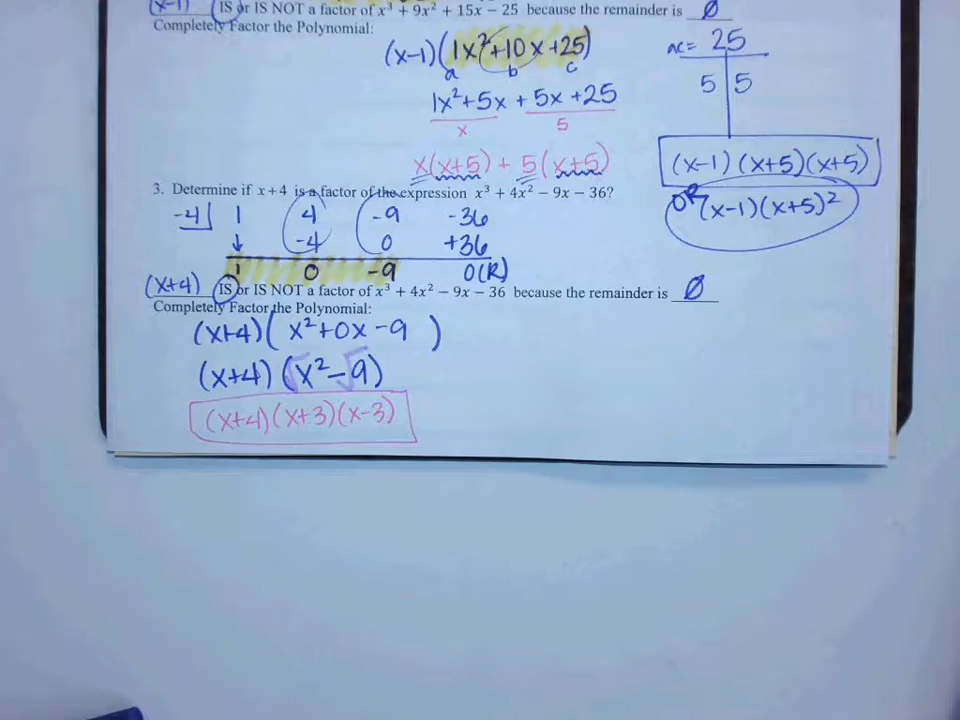 (x-1) IS or IS NOT a factor of x³ + 9x² + 15x − 25 because the remainder is 0
Completely Factor the Polynomial:
(x-1)(1x²+10x+25)
a b c
1x²+5x + 5x+25
x 5
x(x+5) + 5(x+5)
ac = 25
5 5
(x-1)(x+5)(x+5)
OR (x-1)(x+5)²
3. Determine if x + 4 is a factor of the expression x³ + 4x² − 9x − 36?
-4 1 4 -9 -36
↓ -4 0 +36
1 0 -9 0(R)
(x+4) IS or IS NOT a factor of x³ + 4x² − 9x − 36 because the remainder is 0
Completely Factor the Polynomial:
(x+4)( x²+0x-9 )
(x+4)(√x²-√9)
(x+4)(x+3)(x-3)